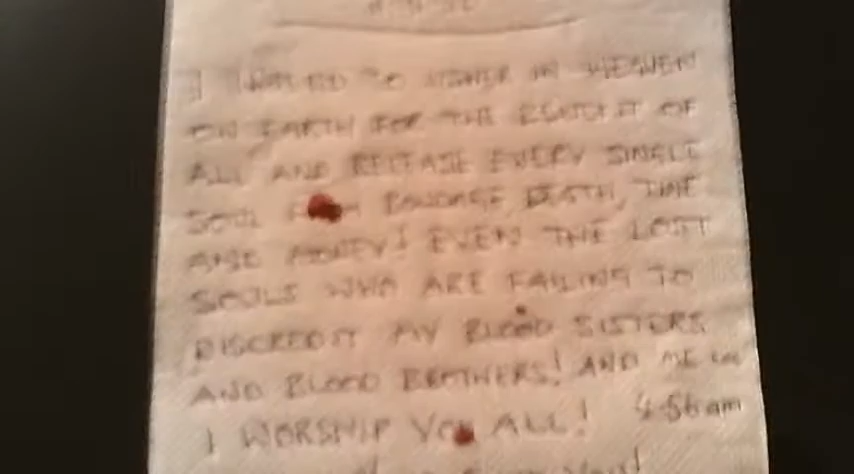 I WANTED TO USHER IN HEAVEN
ON EARTH FOR THE BENEFIT OF
ALL AND RELEASE EVERY SINGLE
SOUL BONDAGE, DEATH, TIME
AND MONEY! EVEN THE LOST
SOULS WHO ARE FAILING TO
DISCREDIT MY BLOOD SISTERS
AND BLOOD BROTHERS! AND ME
I WORSHIP YOU ALL! 4:56am